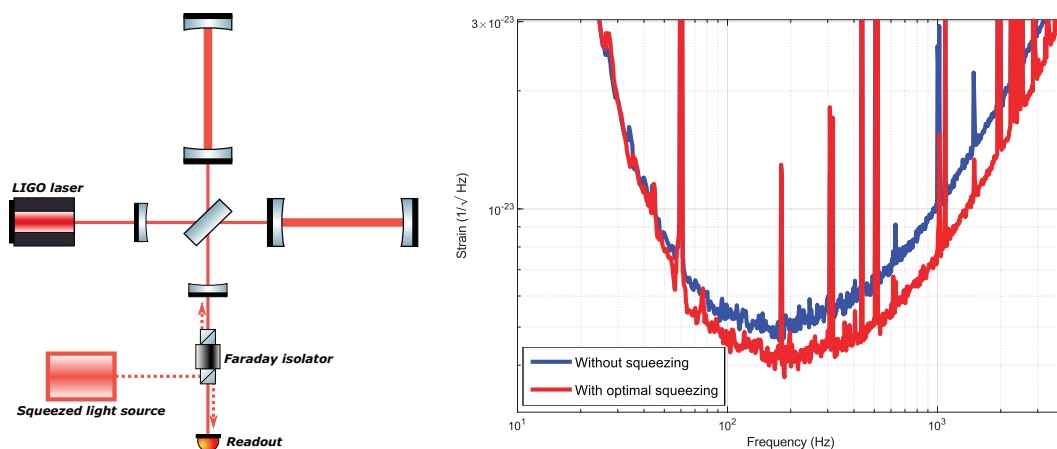 LIGO laser
Faraday isolator
Squeezed light source
Readout
3×10⁻²³
10⁻²³
Strain (1/√ Hz)
Without squeezing
With optimal squeezing
10¹
10²
10³
Frequency (Hz)